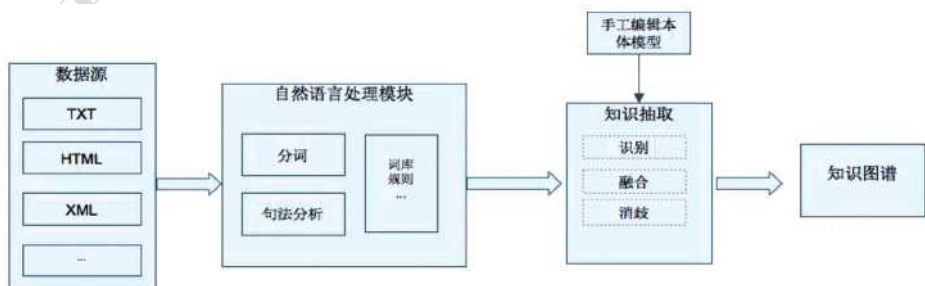 手工编辑本
体模型
数据源
TXT
HTML
XML
...
自然语言处理模块
分词
句法分析
词库
规则
...
知识抽取
识别
融合
消歧
知识图谱